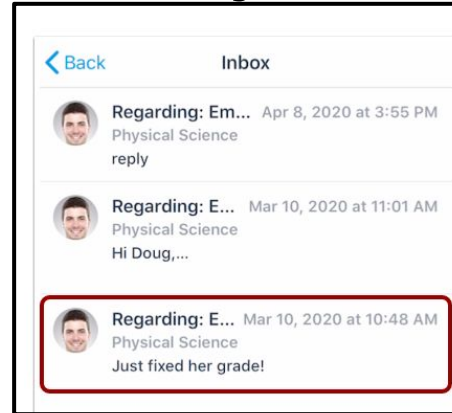 Back Inbox
Regarding: Em... Apr 8, 2020 at 3:55 PM
Physical Science
reply
Regarding: E... Mar 10, 2020 at 11:01 AM
Physical Science
Hi Doug,...
Regarding: E... Mar 10, 2020 at 10:48 AM
Physical Science
Just fixed her grade!